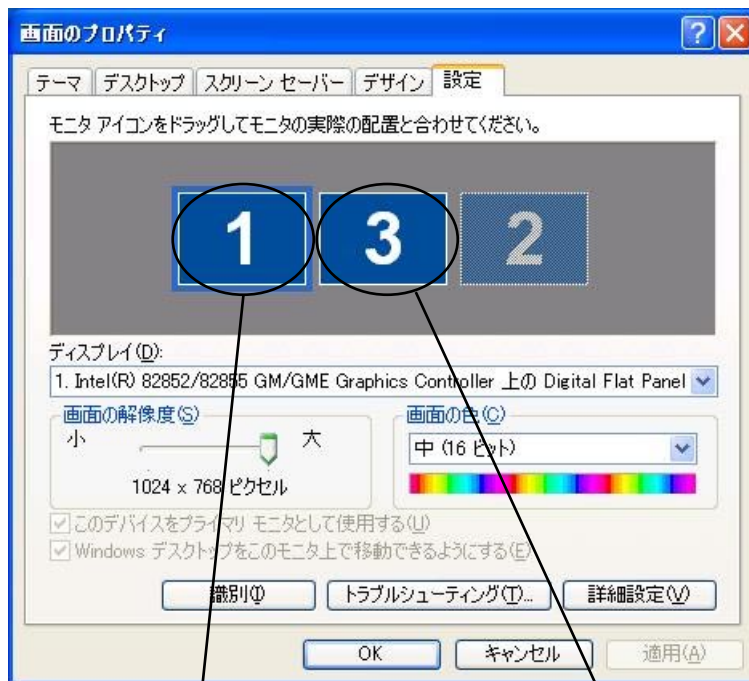 画面のプロパティ
テーマ デスクトップ スクリーン セーバー デザイン 設定
モニタ アイコンをドラッグしてモニタの実際の配置と合わせてください。
1 3 2
ディスプレイ(D):
1. Intel(R) 82852/82855 GM/GME Graphics Controller 上の Digital Flat Panel
画面の解像度(S) 画面の色(C)
小 大 中 (16 ビット)
1024 x 768 ピクセル
このデバイスをプライマリ モニタとして使用する(U)
Windows デスクトップをこのモニタ上で移動できるようにする(E)
識別(I) トラブルシューティング(T)... 詳細設定(V)
OK キャンセル 適用(A)